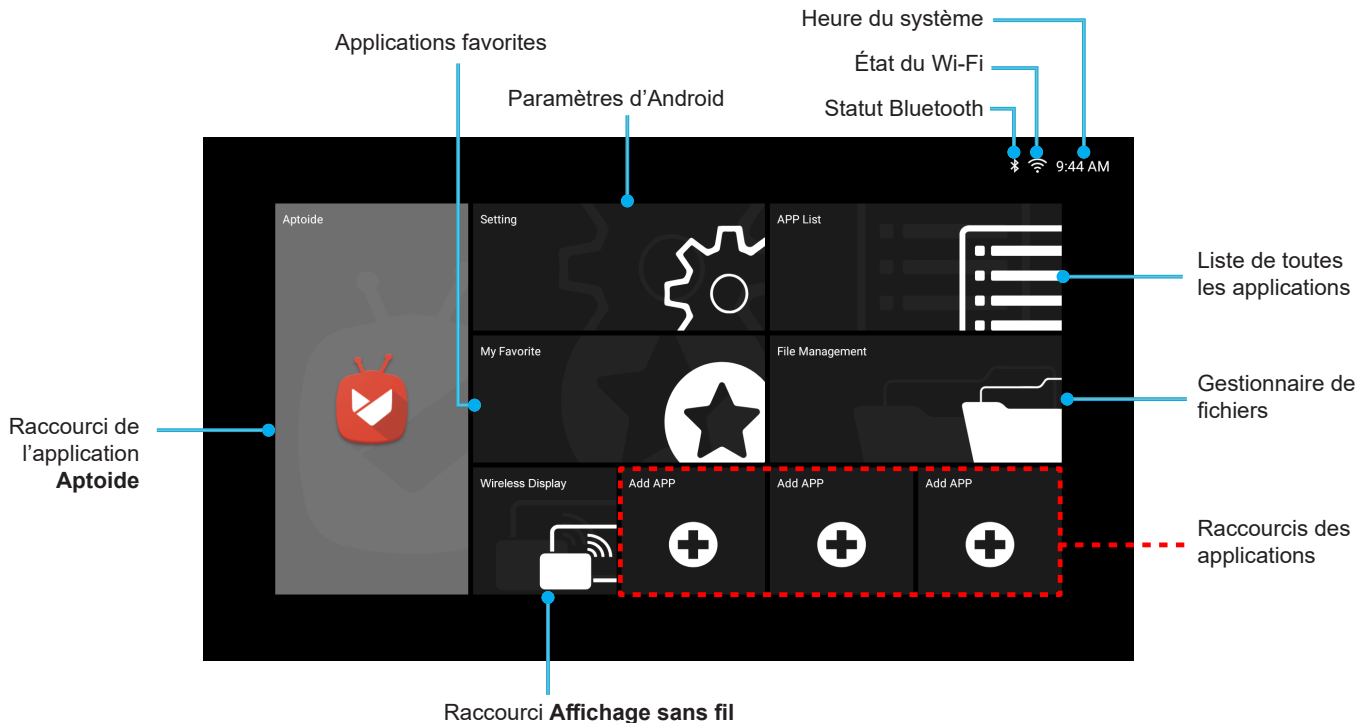 Heure du système
Applications favorites
État du Wi-Fi
Paramètres d’Android
Statut Bluetooth
9:44 AM
Aptoide
Setting
APP List
Liste de toutes
les applications
My Favorite
File Management
Gestionnaire de
fichiers
Raccourci de
l’application
Aptoide
Wireless Display
Add APP
Add APP
Add APP
Raccourcis des
applications
Raccourci Affichage sans fil